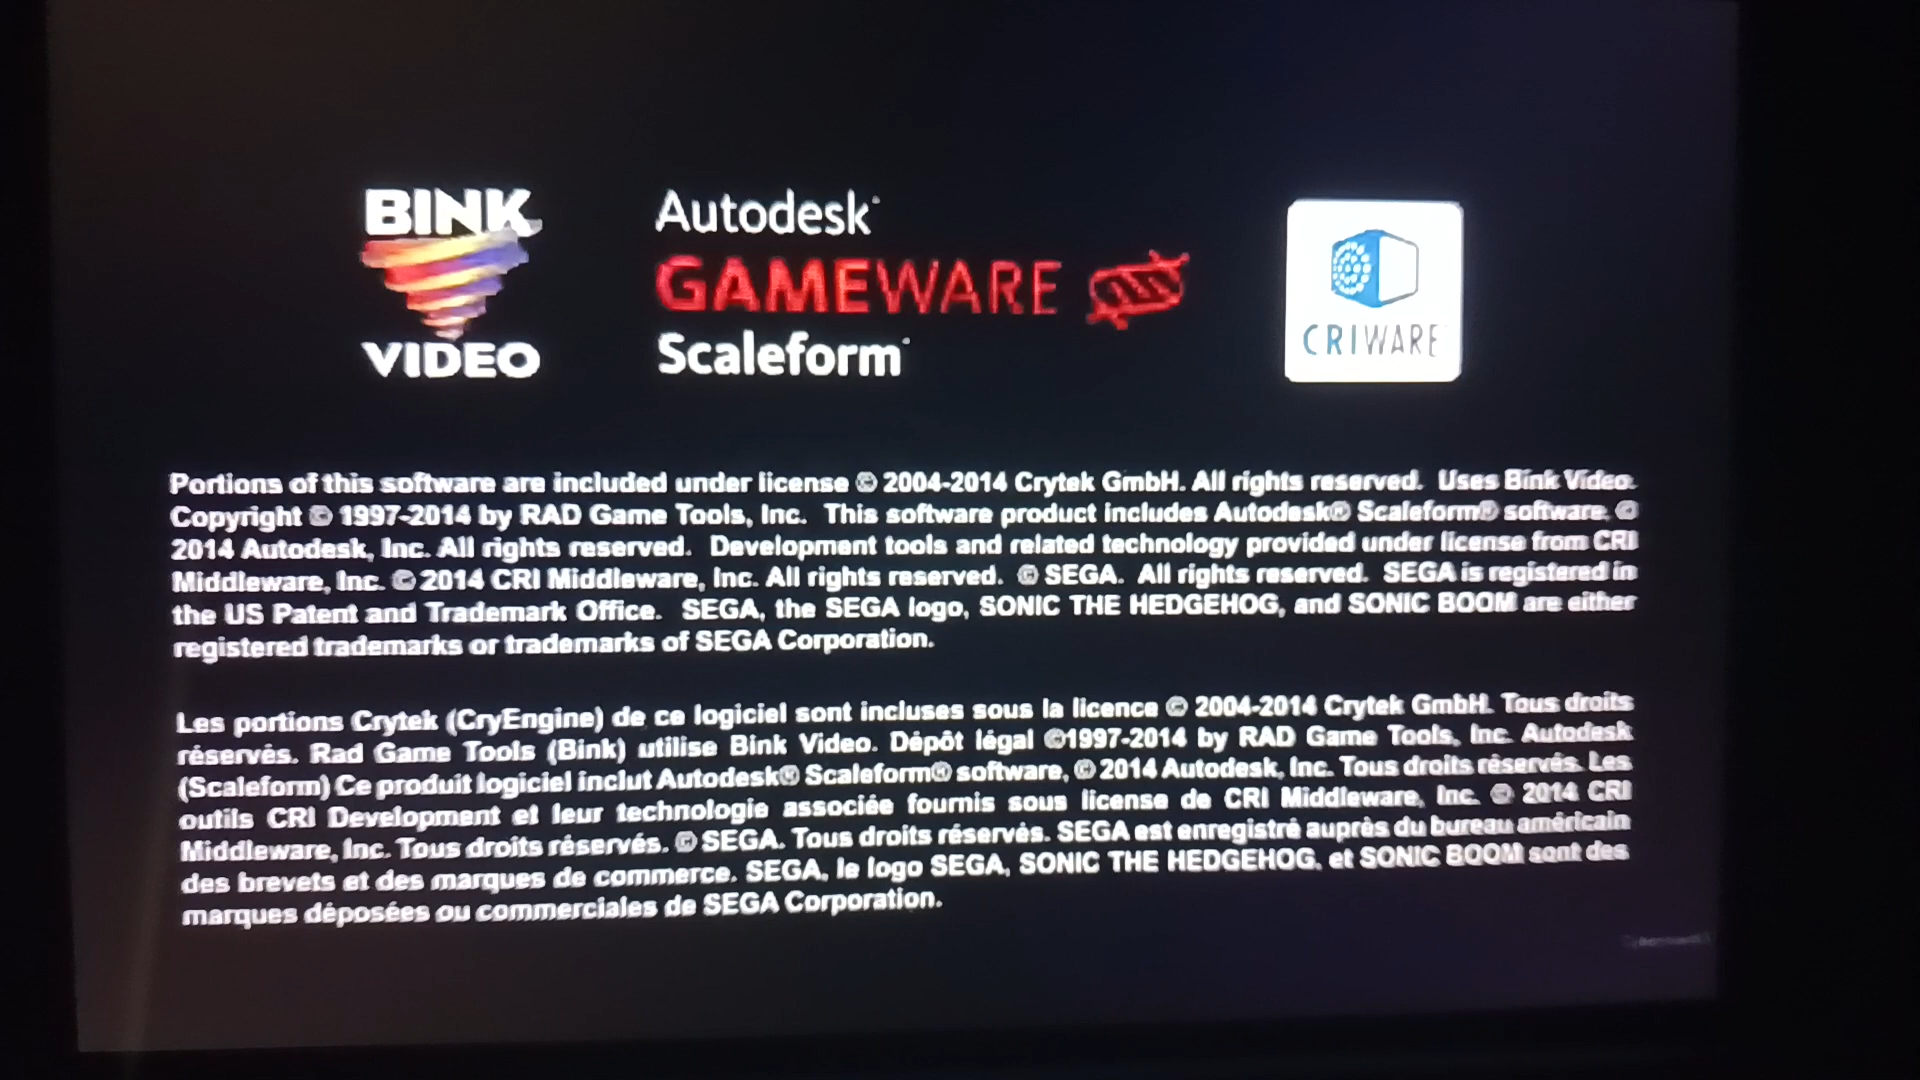 BINK
VIDEO
Autodesk
GAMEWARE
Scaleform
CRIWARE
Portions of this software are included under license © 2004-2014 Crytek GmbH. All rights reserved. Uses Bink Video.
Copyright © 1997-2014 by RAD Game Tools, Inc. This software product includes Autodesk® Scaleform® software, ©
2014 Autodesk, Inc. All rights reserved. Development tools and related technology provided under license from CRI
Middleware, Inc. © 2014 CRI Middleware, Inc. All rights reserved. © SEGA. All rights reserved. SEGA is registered in
the US Patent and Trademark Office. SEGA, the SEGA logo, SONIC THE HEDGEHOG, and SONIC BOOM are either
registered trademarks or trademarks of SEGA Corporation.
Les portions Crytek (CryEngine) de ce logiciel sont incluses sous la licence © 2004-2014 Crytek GmbH. Tous droits
réservés. Rad Game Tools (Bink) utilise Bink Video. Dépôt légal ©1997-2014 by RAD Game Tools, Inc. Autodesk
(Scaleform) Ce produit logiciel inclut Autodesk® Scaleform® software, © 2014 Autodesk, Inc. Tous droits réservés. Les
outils CRI Development et leur technologie associée fournis sous license de CRI Middleware, Inc. © 2014 CRI
Middleware, Inc. Tous droits réservés. © SEGA. Tous droits réservés. SEGA est enregistré auprès du bureau américain
des brevets et des marques de commerce. SEGA, le logo SEGA, SONIC THE HEDGEHOG, et SONIC BOOM sont des
marques déposées ou commerciales de SEGA Corporation.